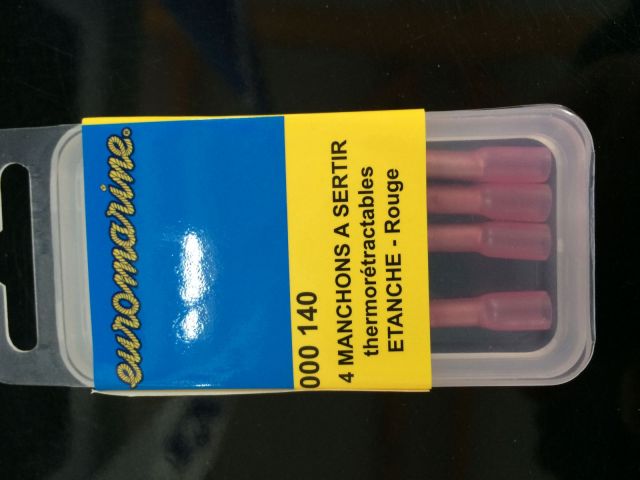 euromarine.
000 140
4 MANCHONS A SERTIR
thermorétractables
ETANCHE - Rouge